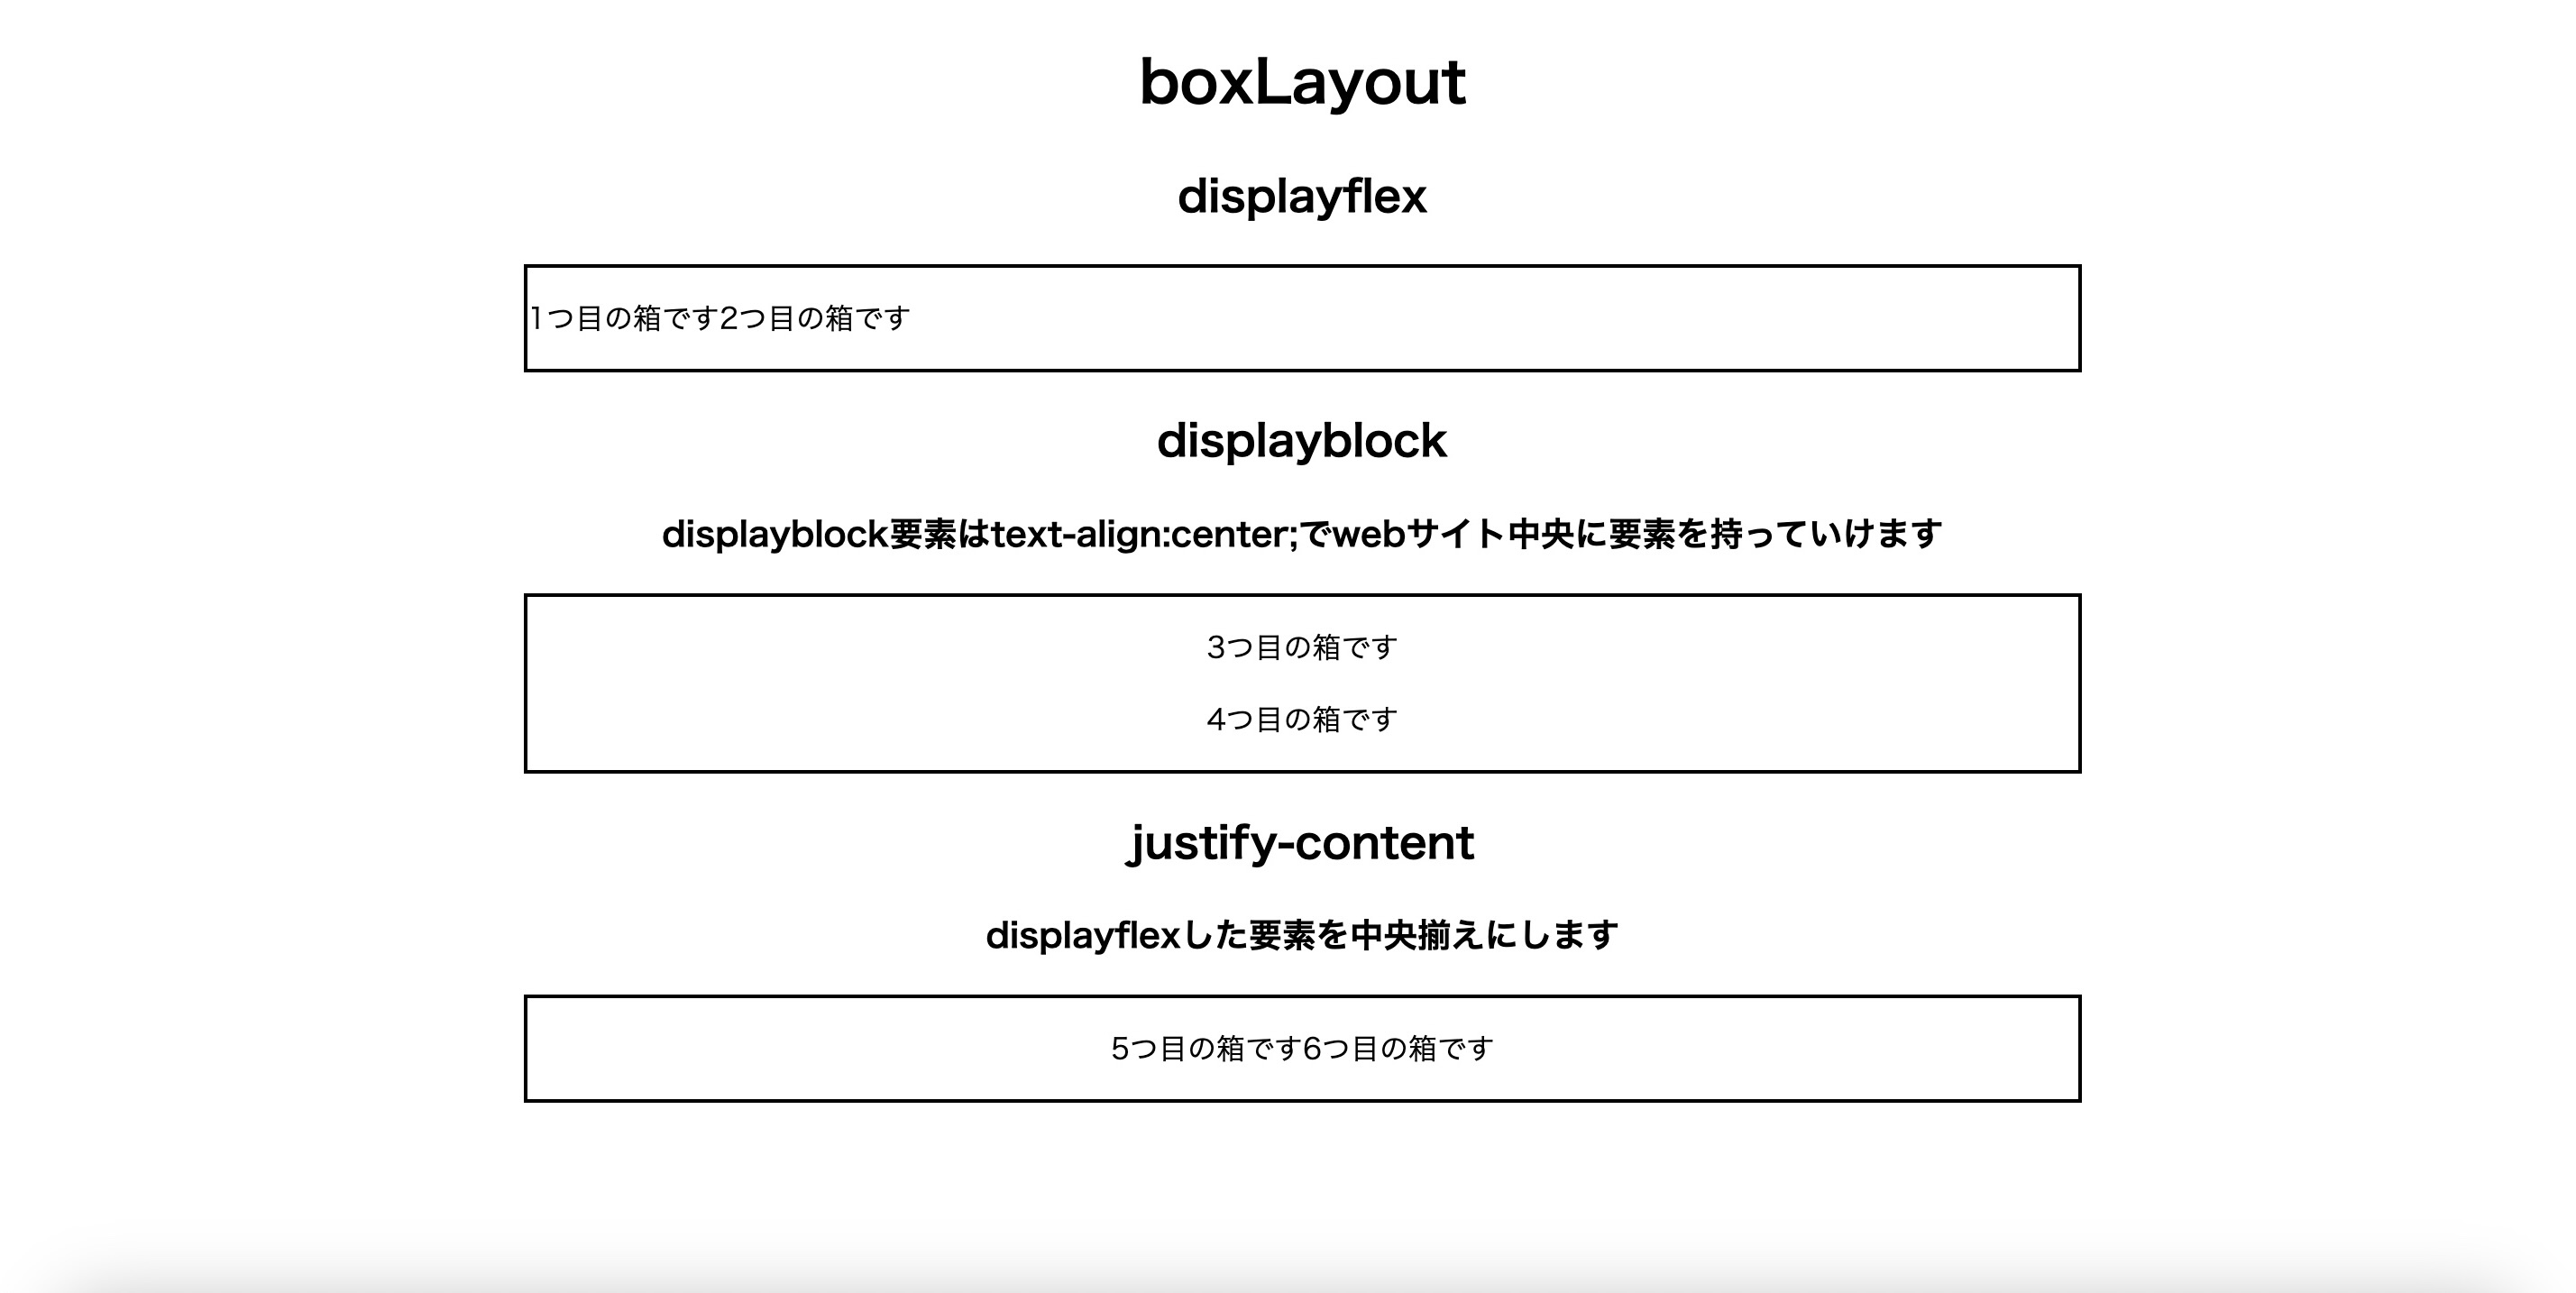 boxLayout
displayflex
1つ目の箱です2つ目の箱です
displayblock
displayblock要素はtext-align:center;でwebサイト中央に要素を持っていけます
3つ目の箱です
4つ目の箱です
justify-content
displayflexした要素を中央揃えにします
5つ目の箱です6つ目の箱です